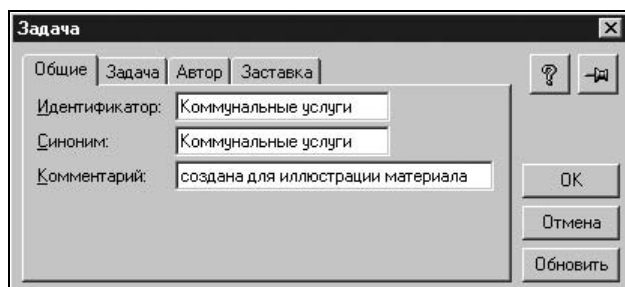 Задача
Общие Задача Автор Заставка
Идентификатор: Коммунальные услуги
Синоним: Коммунальные услуги
Комментарий: создана для иллюстрации материала
OK
Отмена
Обновить